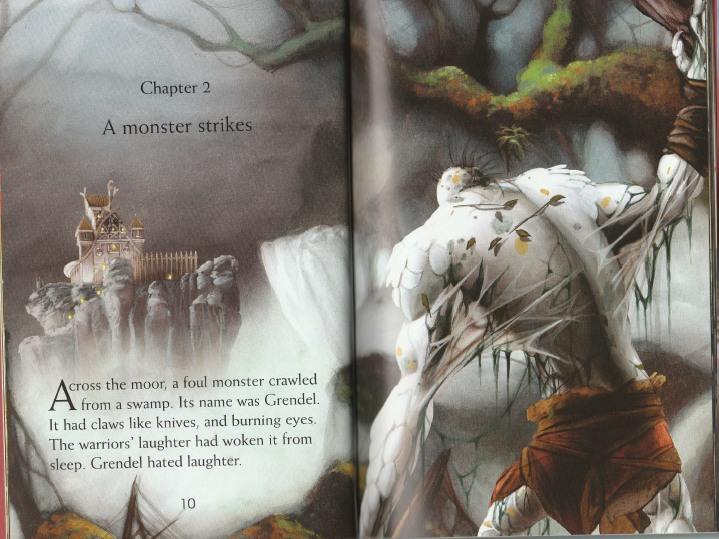 Chapter 2
A monster strikes
Across the moor, a foul monster crawled
from a swamp. Its name was Grendel.
It had claws like knives, and burning eyes.
The warriors' laughter had woken it from
sleep. Grendel hated laughter.
10